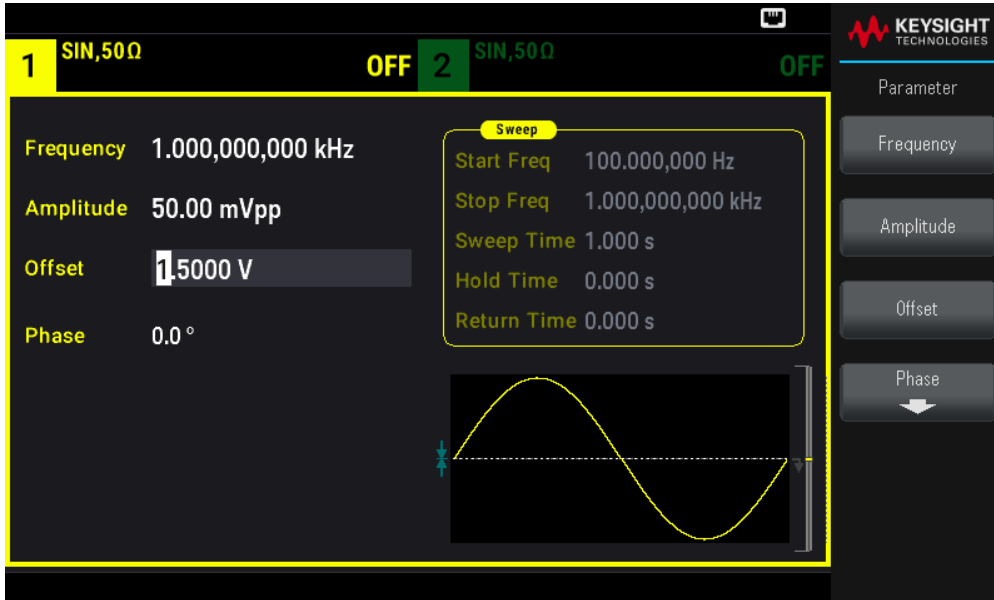 KEYSIGHT
TECHNOLOGIES
1 SIN,50Ω OFF 2 SIN,50Ω OFF
Parameter
Frequency 1.000,000,000 kHz
Amplitude 50.00 mVpp
Offset 1.5000 V
Phase 0.0 °
Sweep
Start Freq 100.000,000 Hz
Stop Freq 1.000,000,000 kHz
Sweep Time 1.000 s
Hold Time 0.000 s
Return Time 0.000 s
Frequency
Amplitude
Offset
Phase